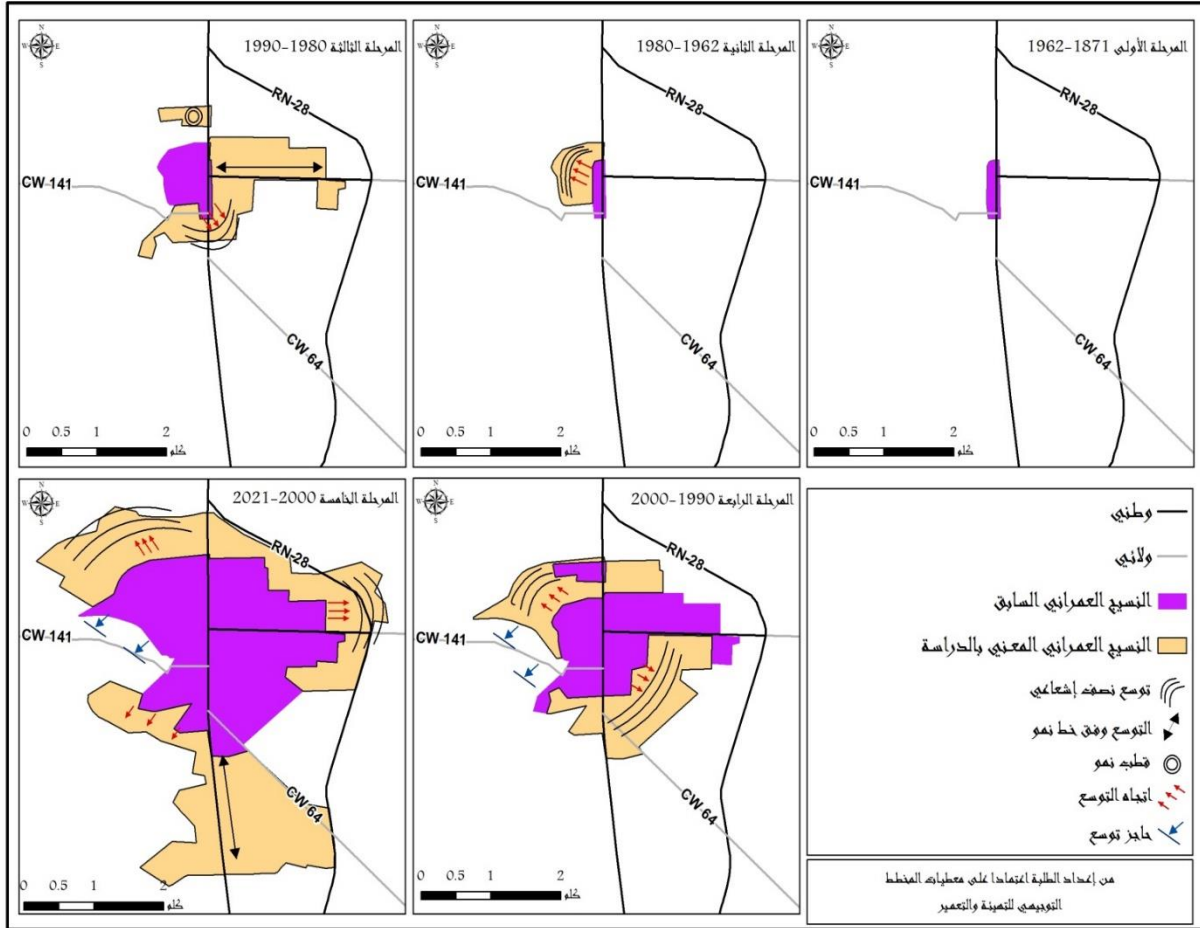 المرحلة الأولى 1871-1962
N
W
E
S
RN-28
CW 141
CW 64
0 0.5 1 2
كلم
المرحلة الثانية 1962-1980
N
W
E
S
RN-28
CW 141
CW 64
0 0.5 1 2
كلم
المرحلة الثالثة 1980-1990
N
W
E
S
RN-28
CW 141
CW 64
0 0.5 1 2
كلم
وطني
ولائي
النسيج العمراني السابق
النسيج العمراني المعني بالدراسة
توسع نصف إشعاعي
التوسع وفق خط نمو
قطب نمو
اتجاه التوسع
حاجز توسع
من إعداد الطلبة اعتمادا على معطيات المخطط
التوجيهي للتهيئة والتعمير
المرحلة الرابعة 1990-2000
N
W
E
S
RN-28
CW 141
CW 64
0 0.5 1 2
كلم
المرحلة الخامسة 2000-2021
N
W
E
S
RN-28
CW 141
CW 64
0 0.5 1 2
كلم